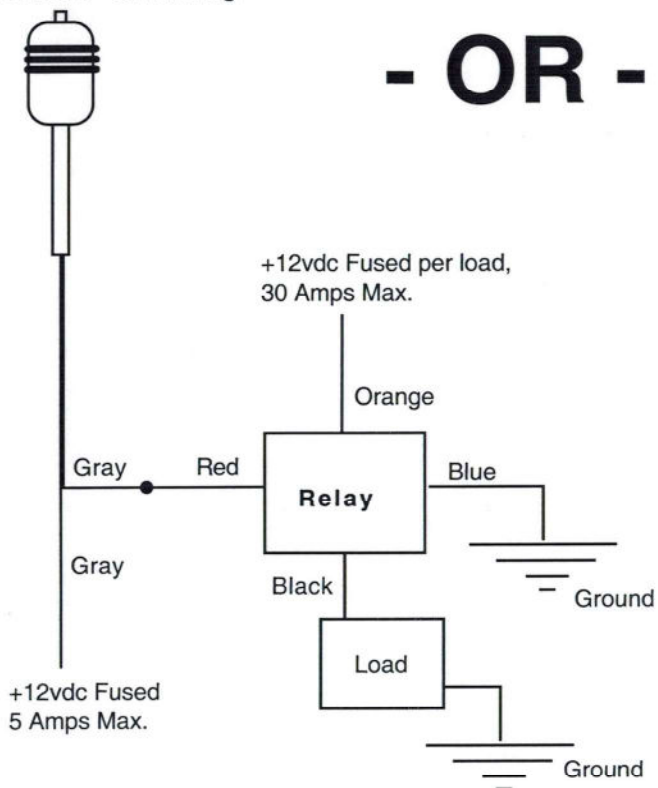 - OR -
+12vdc Fused per load,
30 Amps Max.
Orange
Gray
Red
Relay
Blue
Gray
Black
Ground
Load
+12vdc Fused
5 Amps Max.
Ground